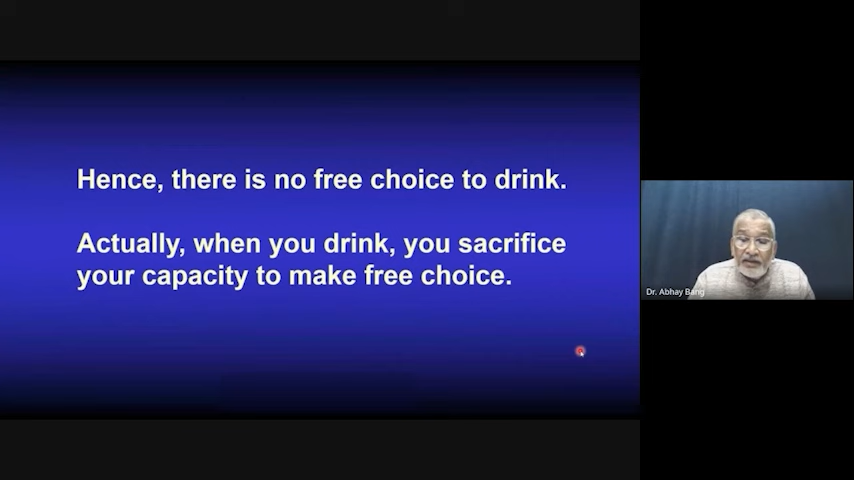 Hence, there is no free choice to drink.
Actually, when you drink, you sacrifice
your capacity to make free choice.
Dr. Abhay Bang